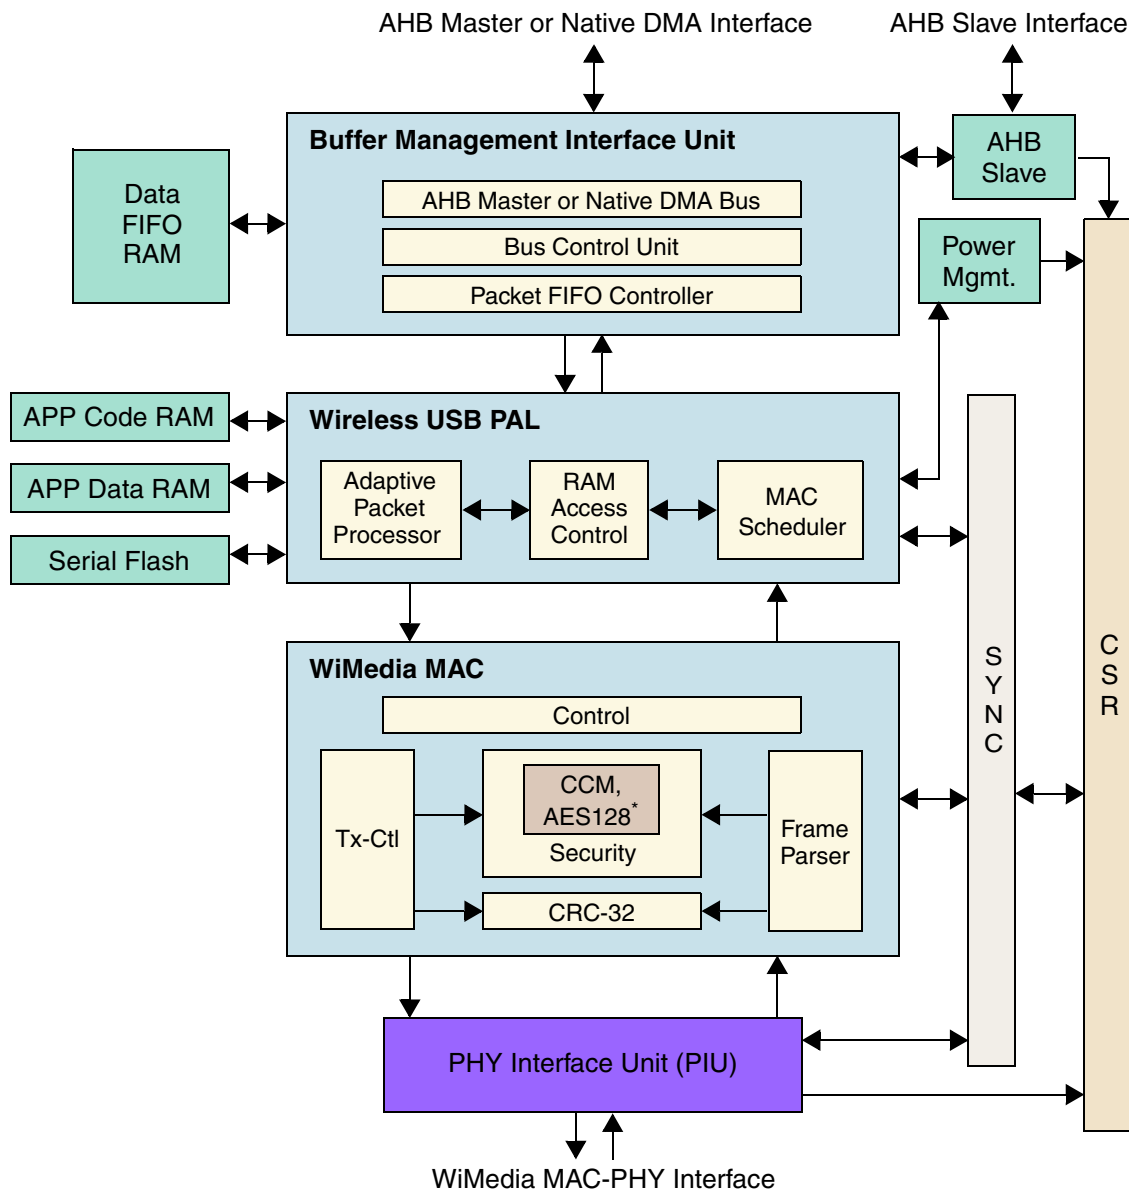 AHB Master or Native DMA Interface
AHB Slave Interface
Buffer Management Interface Unit
AHB
Slave
Data
FIFO
RAM
AHB Master or Native DMA Bus
Bus Control Unit
Packet FIFO Controller
Power
Mgmt.
APP Code RAM
APP Data RAM
Serial Flash
Wireless USB PAL
Adaptive
Packet
Processor
RAM
Access
Control
MAC
Scheduler
WiMedia MAC
Control
Tx-Ctl
CCM,
AES128*
Security
CRC-32
Frame
Parser
S
Y
N
C
C
S
R
PHY Interface Unit (PIU)
WiMedia MAC-PHY Interface